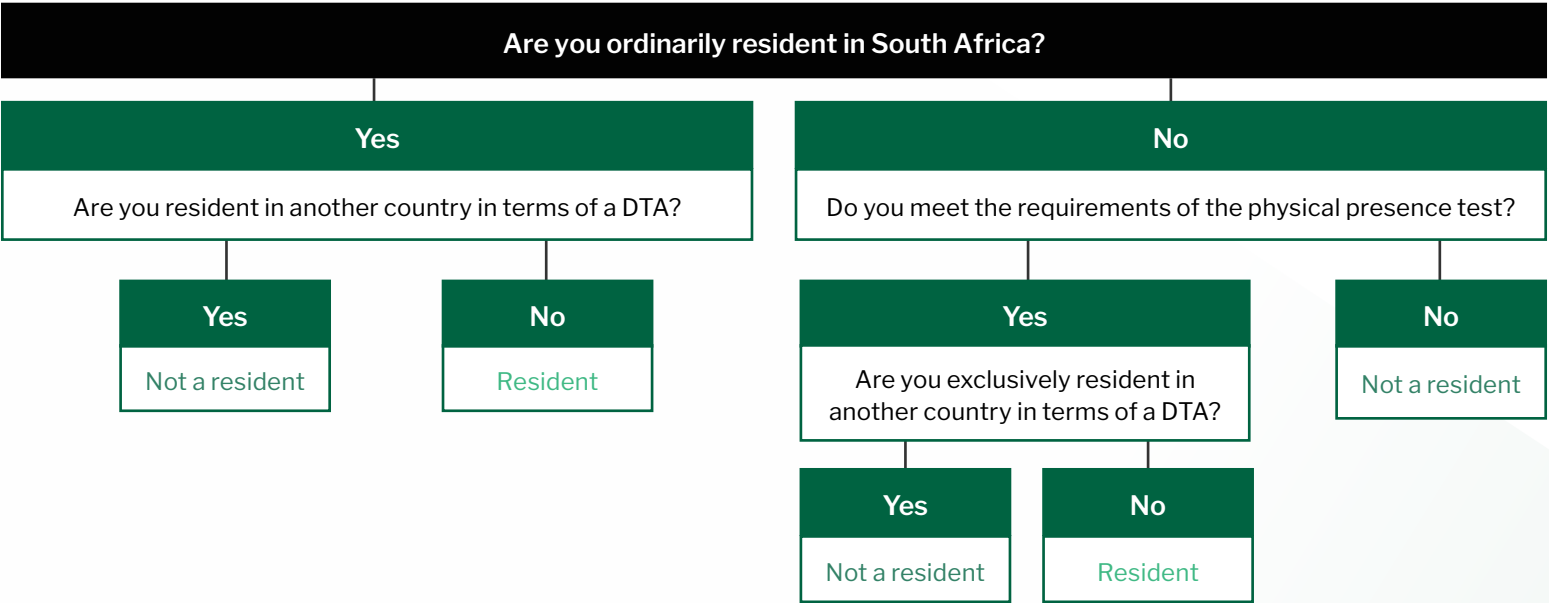 Are you ordinarily resident in South Africa?
Yes
Are you resident in another country in terms of a DTA?
Yes
Not a resident
No
Resident
No
Do you meet the requirements of the physical presence test?
Yes
Are you exclusively resident in
another country in terms of a DTA?
Yes
Not a resident
No
Resident
No
Not a resident